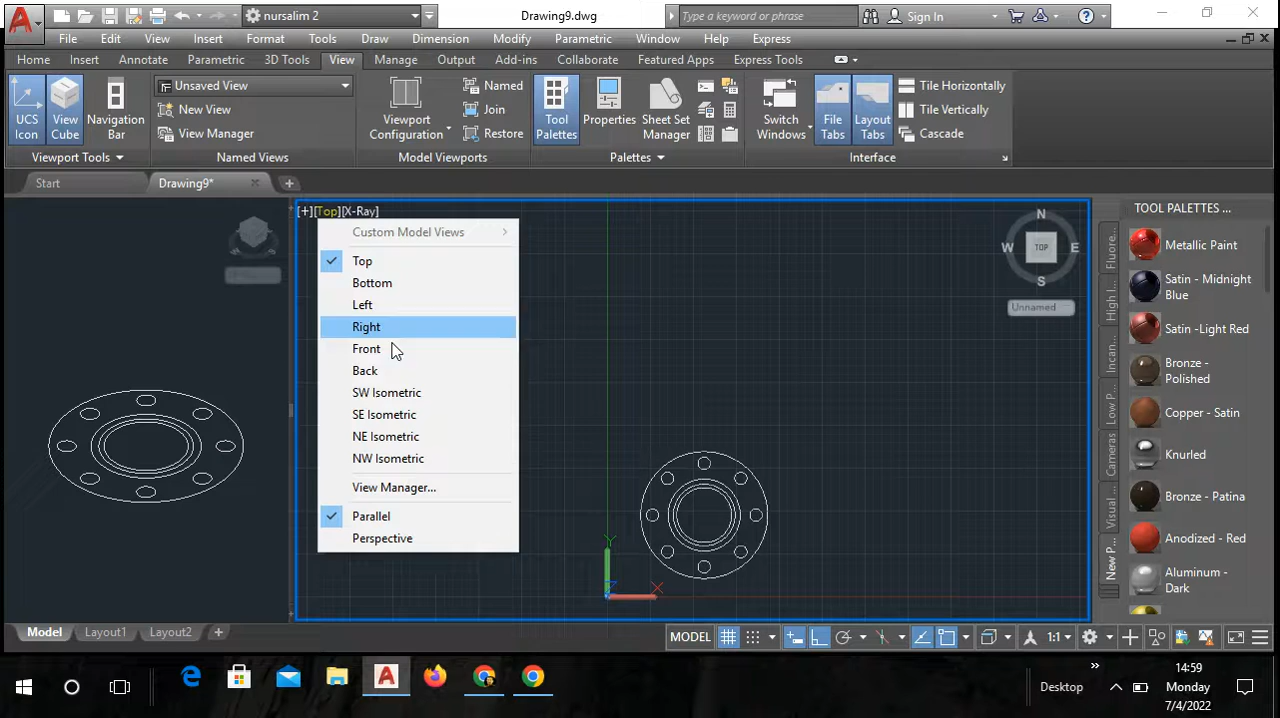 A nursalim 2 Drawing9.dwg Type a keyword or phrase Sign In
File Edit View Insert Format Tools Draw Dimension Modify Parametric Window Help Express
Home Insert Annotate Parametric 3D Tools View Manage Output Add-ins Collaborate Featured Apps Express Tools
UCS Icon
View Cube
Navigation Bar
Viewport Tools
Unsaved View
New View
View Manager
Named Views
Viewport Configuration
Named
Join
Restore
Model Viewports
Tool Palettes
Properties
Sheet Set Manager
Palettes
Switch Windows
File Tabs
Layout Tabs
Tile Horizontally
Tile Vertically
Cascade
Interface
Start Drawing9*
[+][Top][X-Ray]
Custom Model Views
Top
Bottom
Left
Right
Front
Back
SW Isometric
SE Isometric
NE Isometric
NW Isometric
View Manager...
Parallel
Perspective
N
W TOP E
S
Unnamed
Y
Z X
TOOL PALETTES ...
Fluore...
High I...
Incan...
Low P...
Cameras
Visual ...
New P...
Metallic Paint
Satin - Midnight
Blue
Satin -Light Red
Bronze -
Polished
Copper - Satin
Knurled
Bronze - Patina
Anodized - Red
Aluminum -
Dark
Model Layout1 Layout2
MODEL 1:1
Desktop
14:59
Monday
7/4/2022